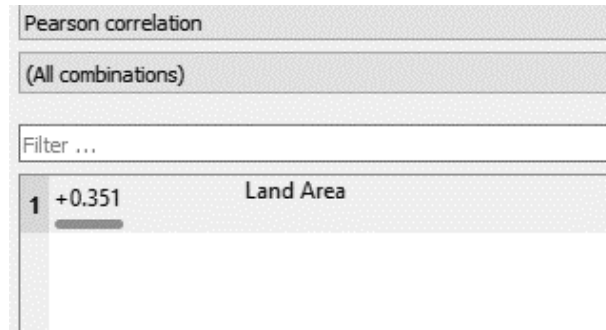 Pearson correlation
(All combinations)
Filter ...
1 +0.351 Land Area